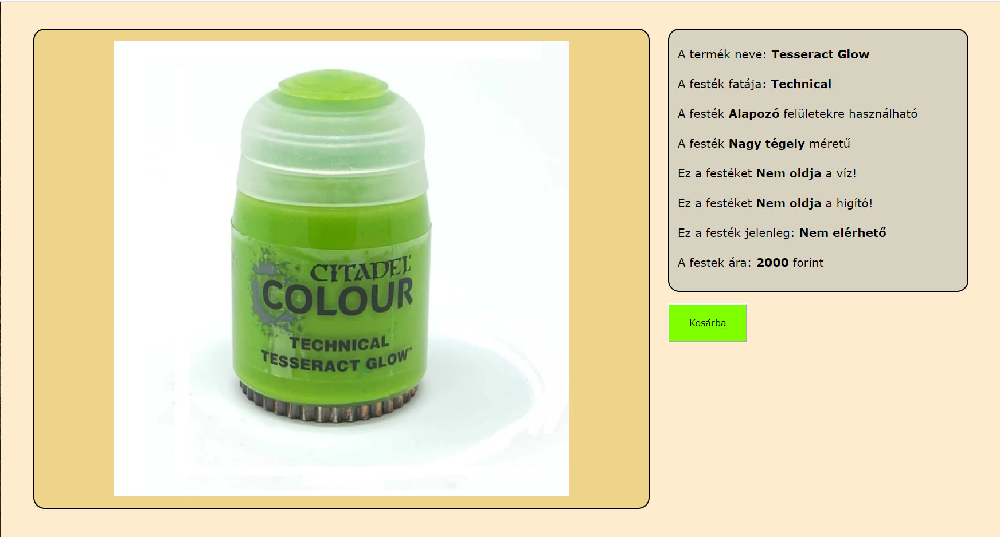 CITADEL
COLOUR
TECHNICAL
TESSERACT GLOW™
A termék neve: Tesseract Glow
A festék fatája: Technical
A festék Alapozó felületekre használható
A festék Nagy tégely méretű
Ez a festéket Nem oldja a víz!
Ez a festéket Nem oldja a higító!
Ez a festék jelenleg: Nem elérhető
A festek ára: 2000 forint
Kosárba